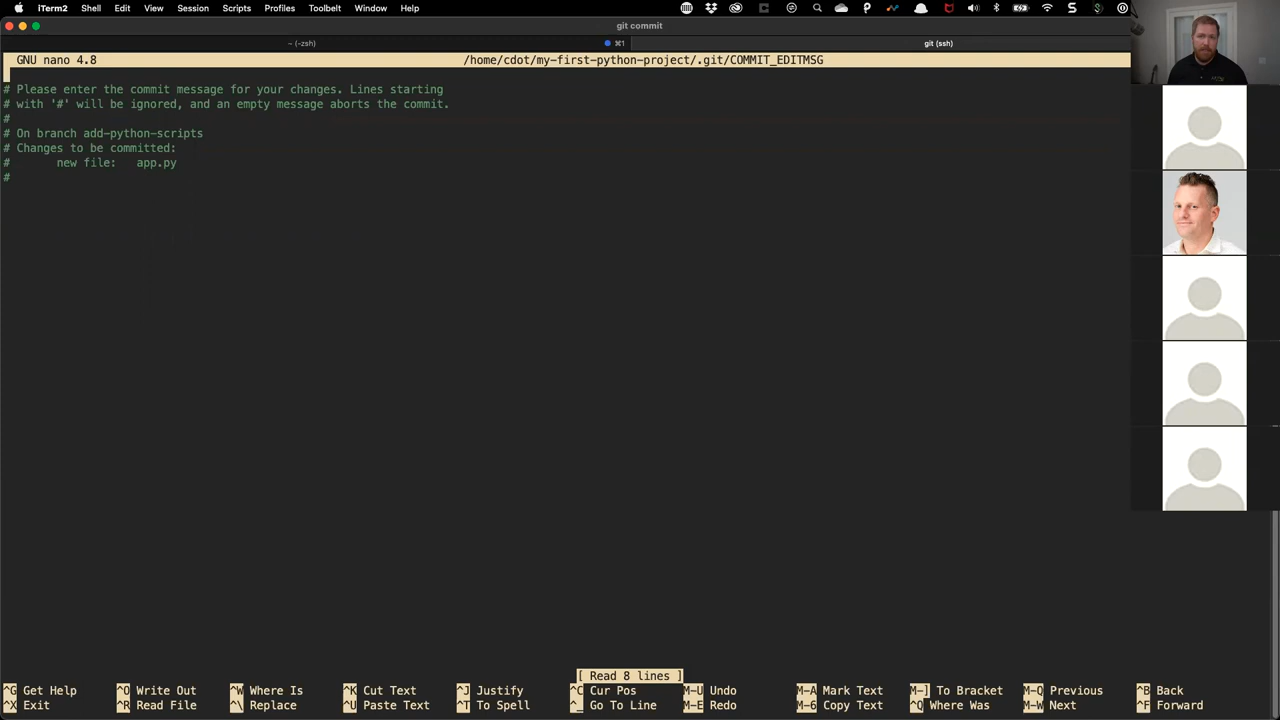 iTerm2 Shell Edit View Session Scripts Profiles Toolbelt Window Help
git commit
~ (-zsh) ⌘1 git (ssh)
GNU nano 4.8 /home/cdot/my-first-python-project/.git/COMMIT_EDITMSG
# Please enter the commit message for your changes. Lines starting
# with '#' will be ignored, and an empty message aborts the commit.
#
# On branch add-python-scripts
# Changes to be committed:
#       new file:   app.py
#
[ Read 8 lines ]
^G Get Help ^O Write Out ^W Where Is ^K Cut Text ^J Justify ^C Cur Pos M-U Undo M-A Mark Text M-] To Bracket M-Q Previous ^B Back
^X Exit ^R Read File ^\ Replace ^U Paste Text ^T To Spell ^_ Go To Line M-E Redo M-6 Copy Text ^Q Where Was M-W Next ^F Forward